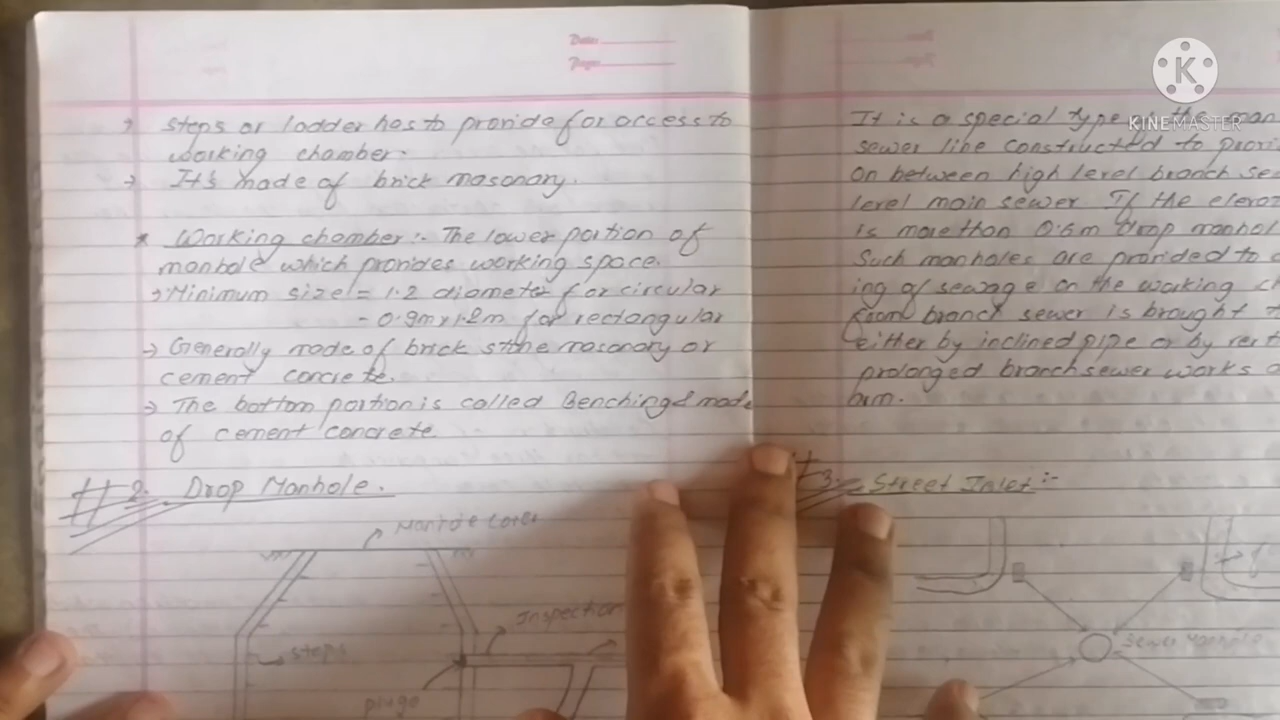 Date:
Page:
→ steps or ladder has to provide for access to
working chamber.
→ It's made of brick masonary.
* Working chamber :- The lower portion of
manhole which provides working space.
→ Minimum size = 1.2 diameter for circular
- 0.9m x 1.2m for rectangular
→ Generally made of brick stone masonary or
cement concrete.
→ The bottom portion is called Benching & made
of cement concrete
# 2. Drop Manhole.
Manhole cover
Inspection
steps
plugs
It is a special type
sewer line constructed to
on between high level branch
level main sewer. If the
is more than 0.6m drop
Such manholes are provided to
ing of sewage on the working
from branch sewer is brought
either by inclined pipe or by
prolonged branch sewer works
arm.
# 3. Street Inlet :-
Sewer Manhole
KINEMASTER